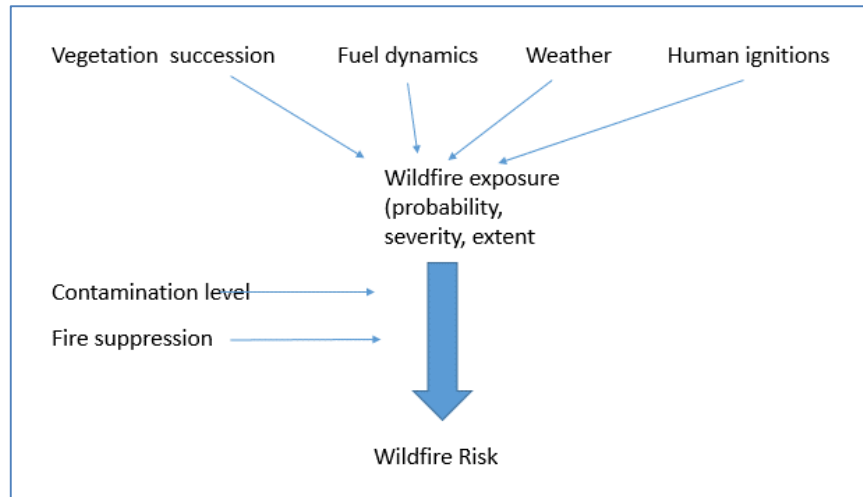 Vegetation succession
Fuel dynamics
Weather
Human ignitions
Wildfire exposure
(probability,
severity, extent
Contamination level
Fire suppression
Wildfire Risk